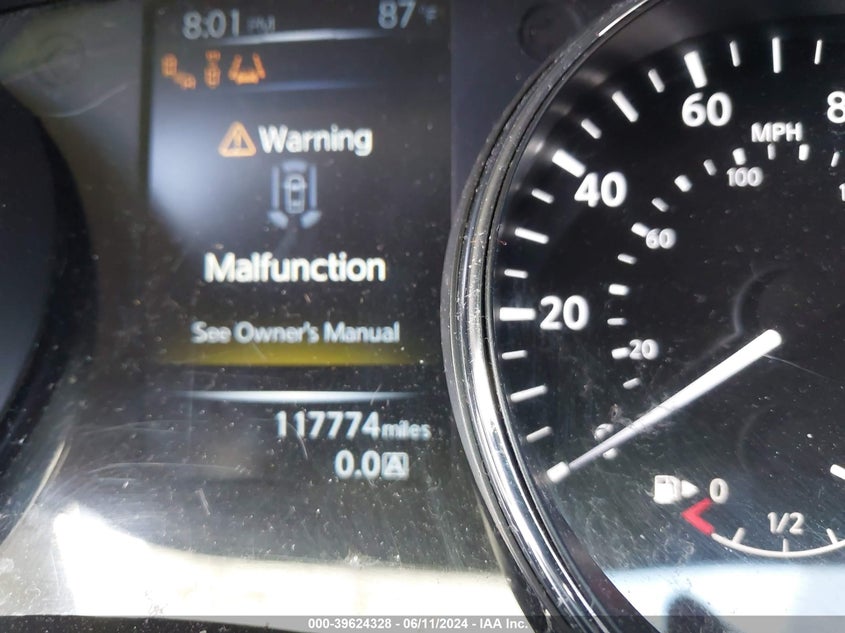 8:01 PM 87 °F
Warning
Malfunction
See Owner's Manual
117774 miles
0.0 A
60
MPH
100
40
60
20
20
0
0
1/2
000-39624328 - 06/11/2024 - IAA Inc.